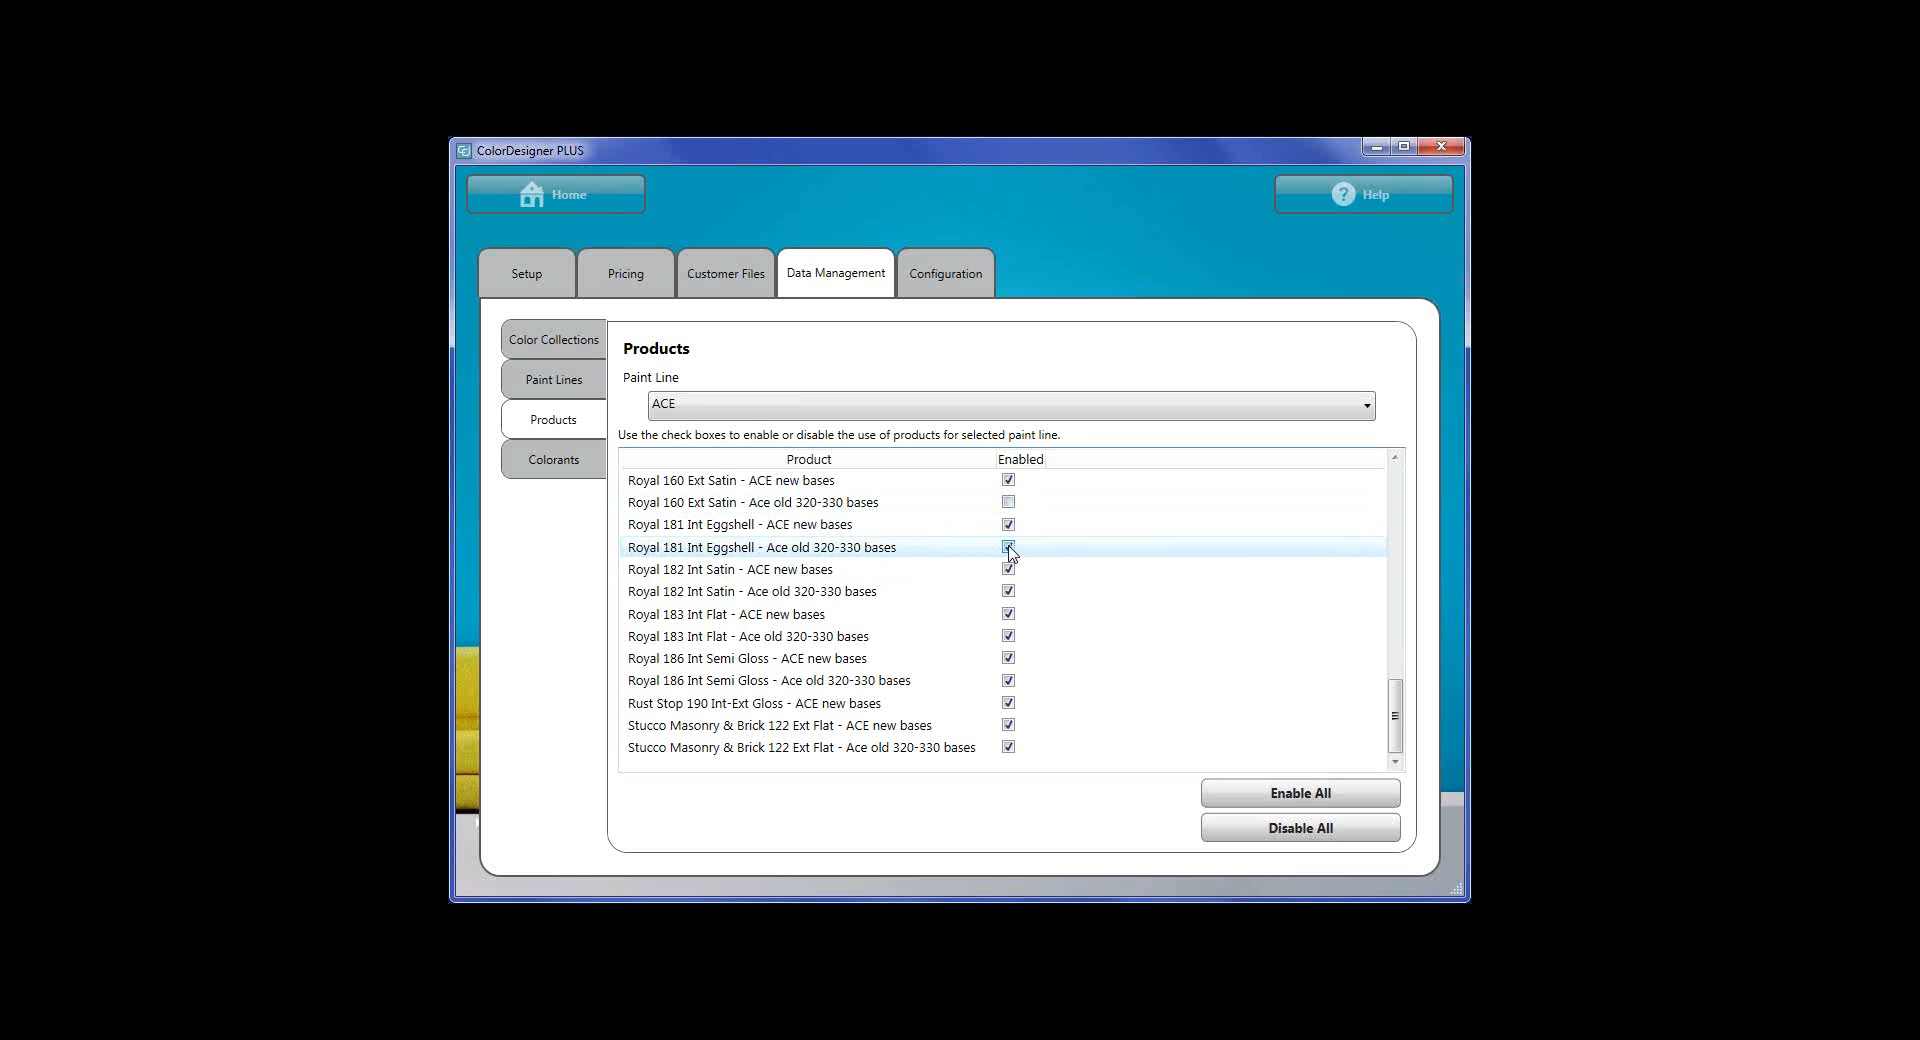 ColorDesigner PLUS
Home
? Help
Setup
Pricing
Customer Files
Data Management
Configuration
Color Collections
Paint Lines
Products
Colorants
Products
Paint Line
ACE
Use the check boxes to enable or disable the use of products for selected paint line.
Product Enabled
Royal 160 Ext Satin - ACE new bases
Royal 160 Ext Satin - Ace old 320-330 bases
Royal 181 Int Eggshell - ACE new bases
Royal 181 Int Eggshell - Ace old 320-330 bases
Royal 182 Int Satin - ACE new bases
Royal 182 Int Satin - Ace old 320-330 bases
Royal 183 Int Flat - ACE new bases
Royal 183 Int Flat - Ace old 320-330 bases
Royal 186 Int Semi Gloss - ACE new bases
Royal 186 Int Semi Gloss - Ace old 320-330 bases
Rust Stop 190 Int-Ext Gloss - ACE new bases
Stucco Masonry & Brick 122 Ext Flat - ACE new bases
Stucco Masonry & Brick 122 Ext Flat - Ace old 320-330 bases
Enable All
Disable All